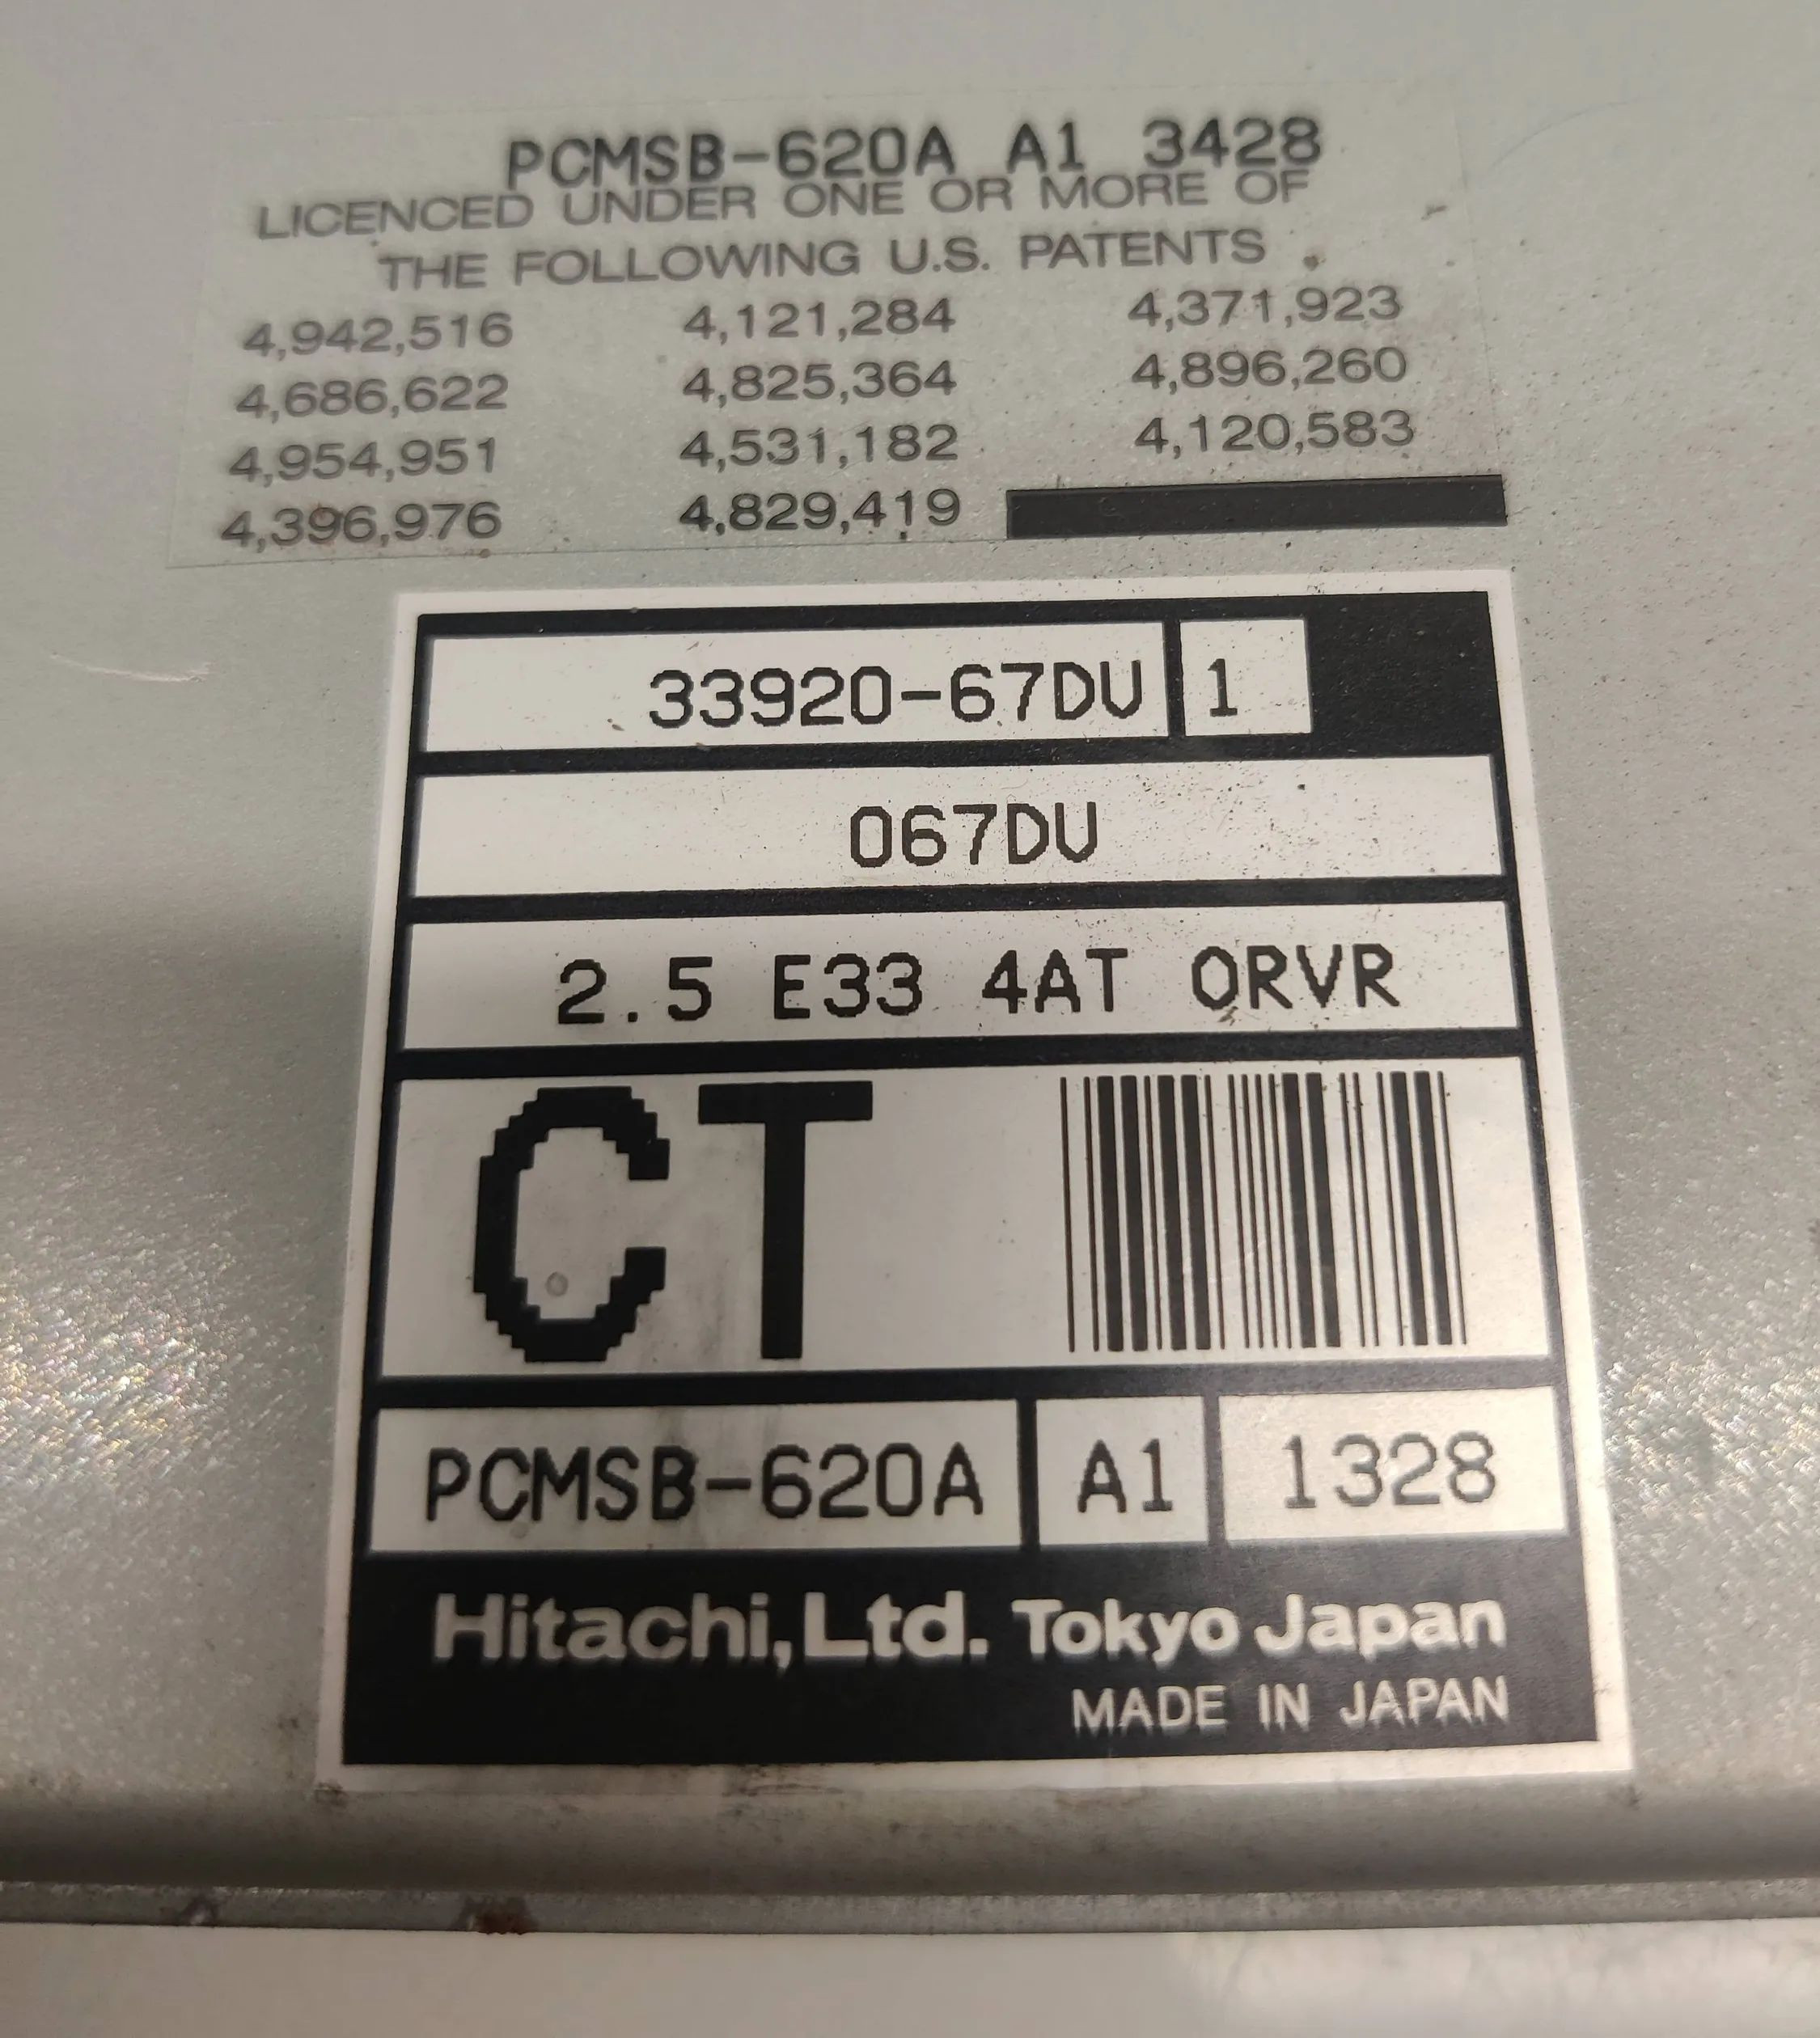 PCMSB-620A A1 3428
LICENCED UNDER ONE OR MORE OF
THE FOLLOWING U.S. PATENTS
4,942,516 4,121,284 4,371,923
4,686,622 4,825,364 4,896,260
4,954,951 4,531,182 4,120,583
4,396,976 4,829,419
33920-67DU 1
067DU
2.5 E33 4AT ORVR
CT
PCMSB-620A A1 1328
Hitachi,Ltd. Tokyo Japan
MADE IN JAPAN